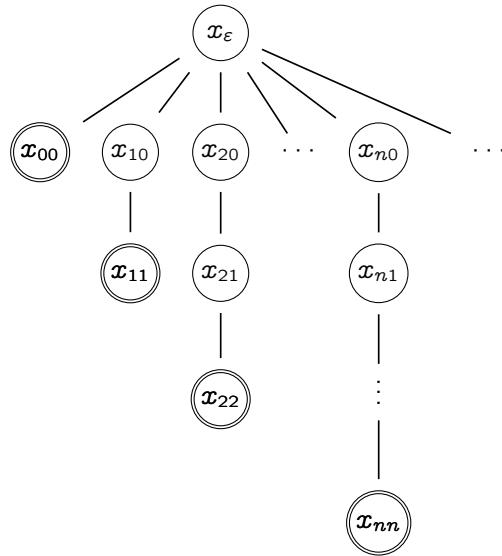 x_ε
x_00 x_10 x_20 ... x_n0 ...
x_11 x_21 x_n1
x_22 ⋮
x_nn